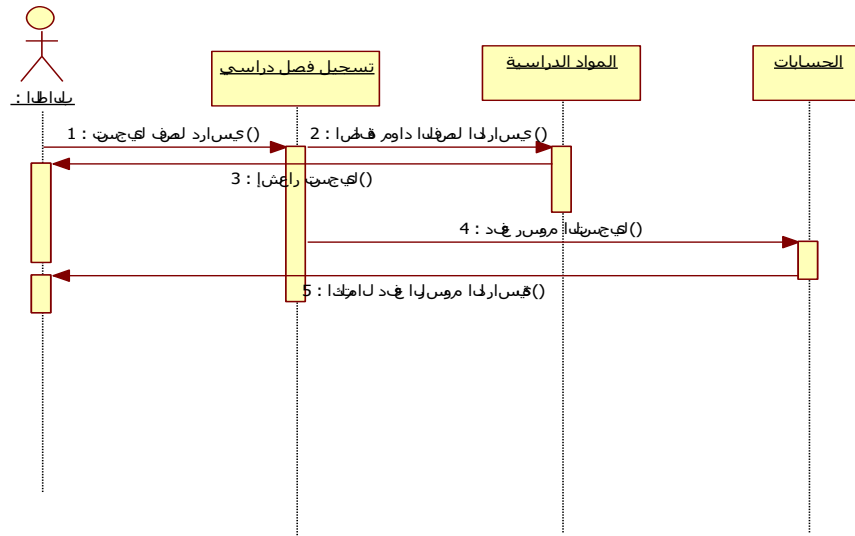 تسجيل فصل دراسي
المواد الدراسية
الحسابات
: الطالب
1 : تسجيل فصل دراسي()
2 : اضافة مواد الفصل الدراسي()
3 : إشعار تسجيل()
4 : دفع رسوم التسجيل()
5 : اكتمال دفع الرسوم الدراسية()